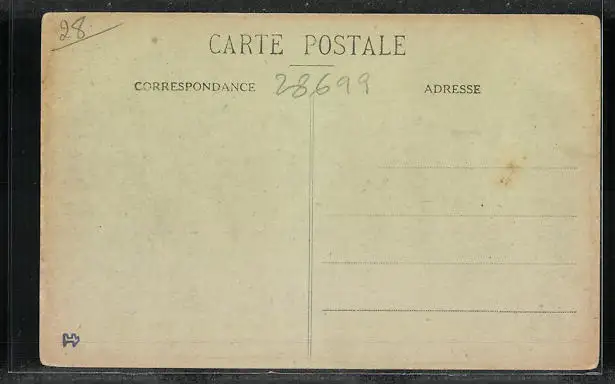 28
CARTE POSTALE
CORRESPONDANCE
28699
ADRESSE